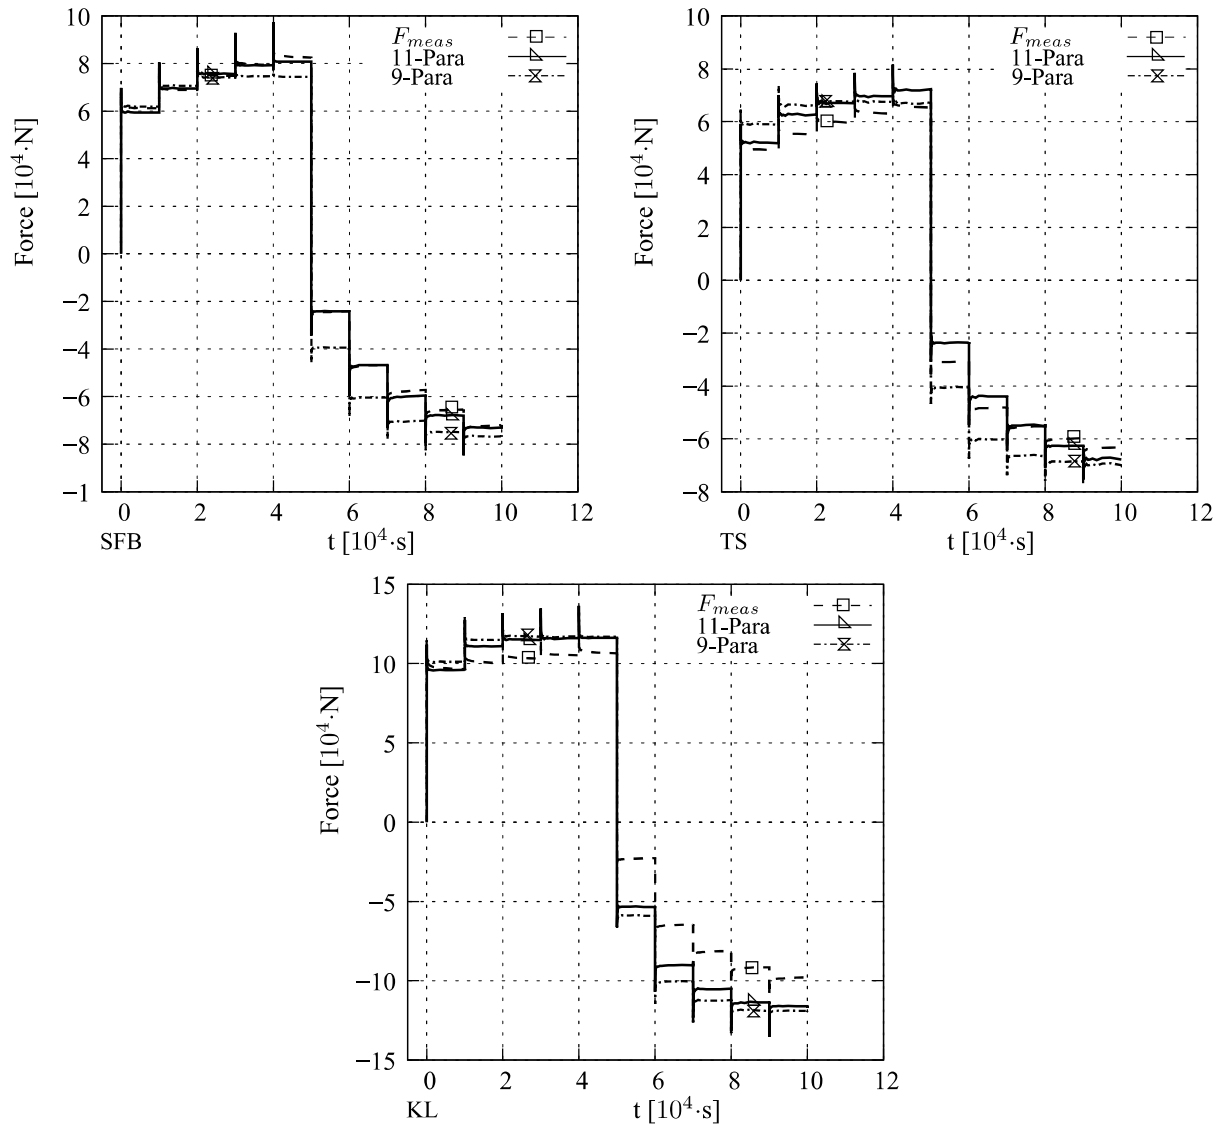 10
8
6
4
2
0
−2
−4
−6
−8
−1
Force [10⁴·N]
F_meas
11-Para
9-Para
0 2 4 6 8 10 12
SFB t [10⁴·s]
10
8
6
4
2
0
−2
−4
−6
−8
Force [10⁴·N]
F_meas
11-Para
9-Para
0 2 4 6 8 10 12
TS t [10⁴·s]
15
10
5
0
−5
−10
−15
Force [10⁴·N]
F_meas
11-Para
9-Para
0 2 4 6 8 10 12
KL t [10⁴·s]